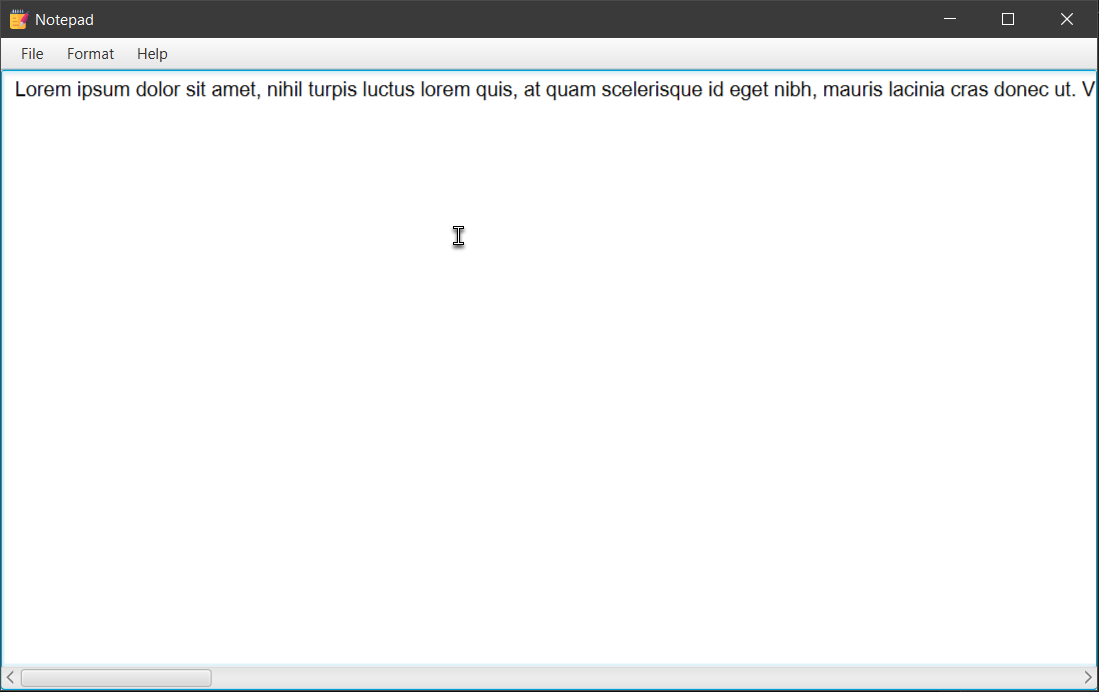 Notepad
File Format Help
Lorem ipsum dolor sit amet, nihil turpis luctus lorem quis, at quam scelerisque id eget nibh, mauris lacinia cras donec ut. V